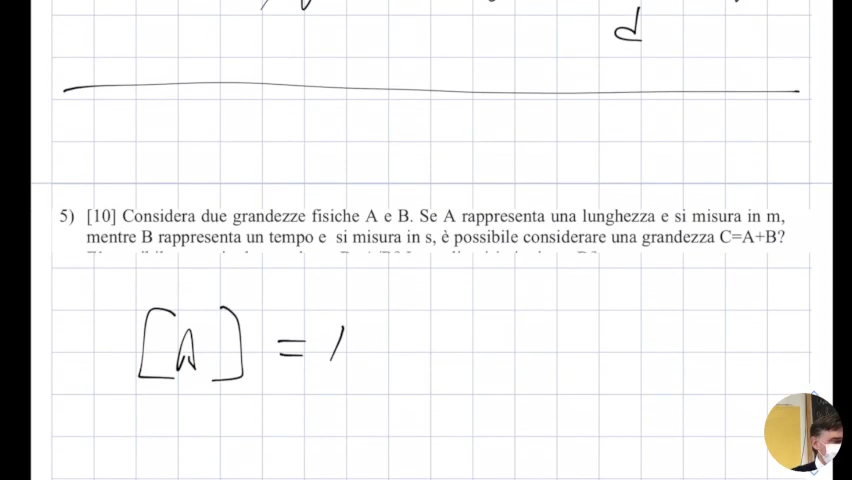 d
5) [10] Considera due grandezze fisiche A e B. Se A rappresenta una lunghezza e si misura in m,
mentre B rappresenta un tempo e si misura in s, è possibile considerare una grandezza C=A+B?
[A] =